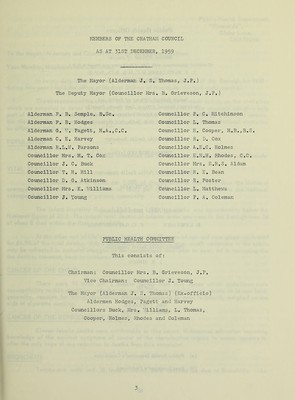 MEMBERS OF THE CHATHAM COUNCIL
AS AT 31ST DECEMBER, 1959
The Mayor (Alderman J. Thomas, J.P.)
The Deputy Mayor (Councillor Mrs. B. Grieveson, J.P.)
Alderman P. B. Semple, B.Sc.
Alderman F. B. Hodges
Alderman G. Pagett, M.A., C.C.
Alderman C. E. Harvey
Alderman R.L.W. Parsons
Councillor Mrs. M. T. Cox
Councillor F. G. Buck
Councillor T. H. Hill
Councillor D. G. Atkinson
Councillor Mrs. E. Williams
Councillor J. Young
Councillor F. C. Hitchinson
Councillor L. Thomas
Councillor M. Cooper, M.B., B.S.
Councillor R. D. Cox
Councillor A.E.C. Holmes
Councillor Rhodes, C.C.
Councillor Mrs. Alden
Councillor R. E. Bean
Councillor R. Foster
Councillor L. Matthews
Councillor F. A. Coleman
PUBLIC HEALTH COMMITTEE
This consists of:
Chairman: Councillor Mrs. B. Grieveson, J.P.
Vice Chairman: Councillor J. Young
The Mayor (Alderman J. Thomas) (Ex-officio)
Aldermen Hodges, Pagett and Harvey
Councillors Buck, Mrs. Williams, L. Thomas,
Cooper, Holmes, Rhodes and Coleman
3.